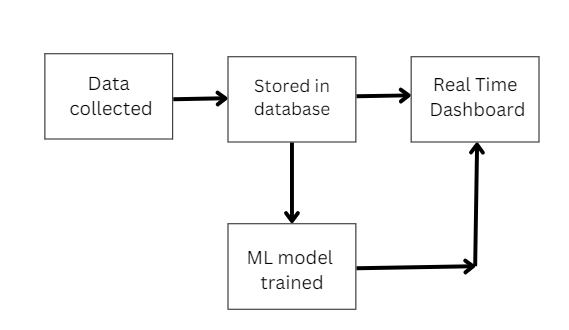 Data
collected
Stored in
database
Real Time
Dashboard
ML model
trained